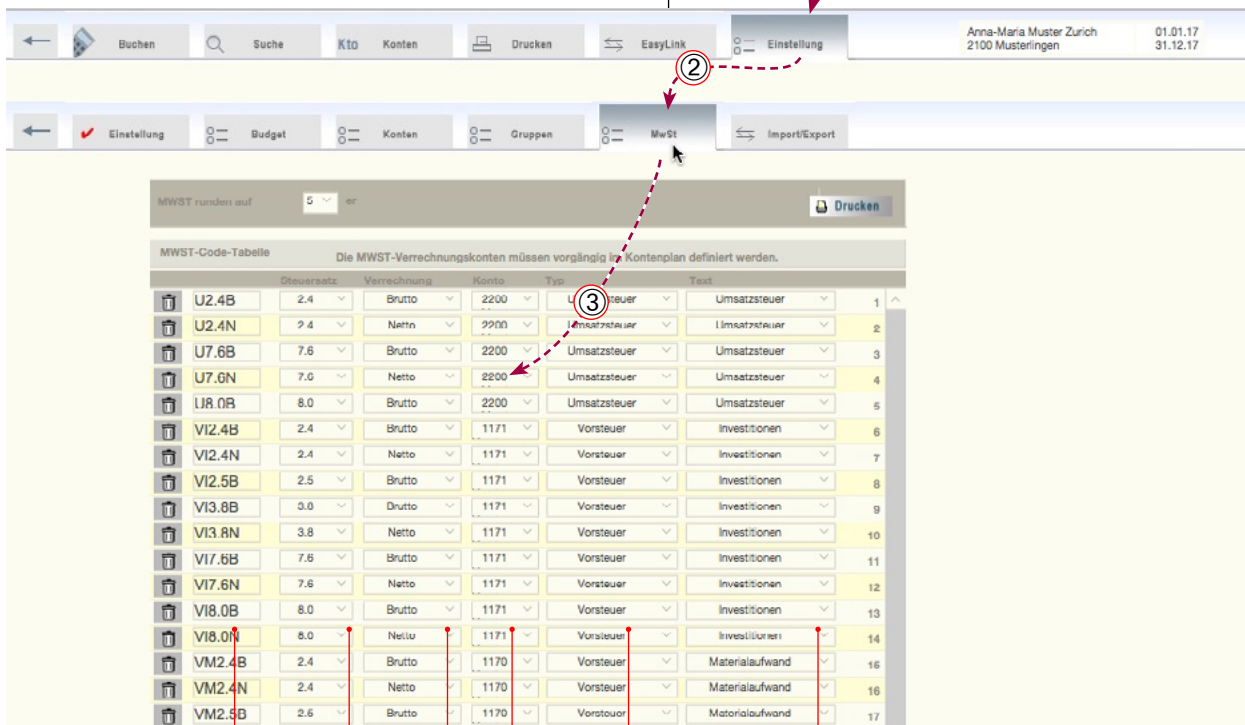 Buchen Suche Kto Konten Drucken EasyLink Einstellung Anna-Maria Muster Zurich 01.01.17
2100 Musterlingen 31.12.17
②
Einstellung Budget Konten Gruppen MwSt Import/Export
MWST runden auf 5 er Drucken
MWST-Code-Tabelle Die MWST-Verrechnungskonten müssen vorgängig im Kontenplan definiert werden.
Steuersatz Verrechnung Konto Typ Text
U2.4B 2.4 Brutto 2200 Umsatzsteuer Umsatzsteuer 1
③
U2.4N 2.4 Netto 2200 Umsatzsteuer Umsatzsteuer 2
U7.6B 7.6 Brutto 2200 Umsatzsteuer Umsatzsteuer 3
U7.6N 7.6 Netto 2200 Umsatzsteuer Umsatzsteuer 4
U8.0B 8.0 Brutto 2200 Umsatzsteuer Umsatzsteuer 5
VI2.4B 2.4 Brutto 1171 Vorsteuer Investitionen 6
VI2.4N 2.4 Netto 1171 Vorsteuer Investitionen 7
VI2.5B 2.5 Brutto 1171 Vorsteuer Investitionen 8
VI3.8B 3.8 Brutto 1171 Vorsteuer Investitionen 9
VI3.8N 3.8 Netto 1171 Vorsteuer Investitionen 10
VI7.6B 7.6 Brutto 1171 Vorsteuer Investitionen 11
VI7.6N 7.6 Netto 1171 Vorsteuer Investitionen 12
VI8.0B 8.0 Brutto 1171 Vorsteuer Investitionen 13
VI8.0N 8.0 Netto 1171 Vorsteuer Investitionen 14
VM2.4B 2.4 Brutto 1170 Vorsteuer Materialaufwand
VM2.4N 2.4 Netto 1170 Vorsteuer Materialaufwand 16
VM2.5B 2.5 Brutto 1170 Vorsteuer Materialaufwand 17